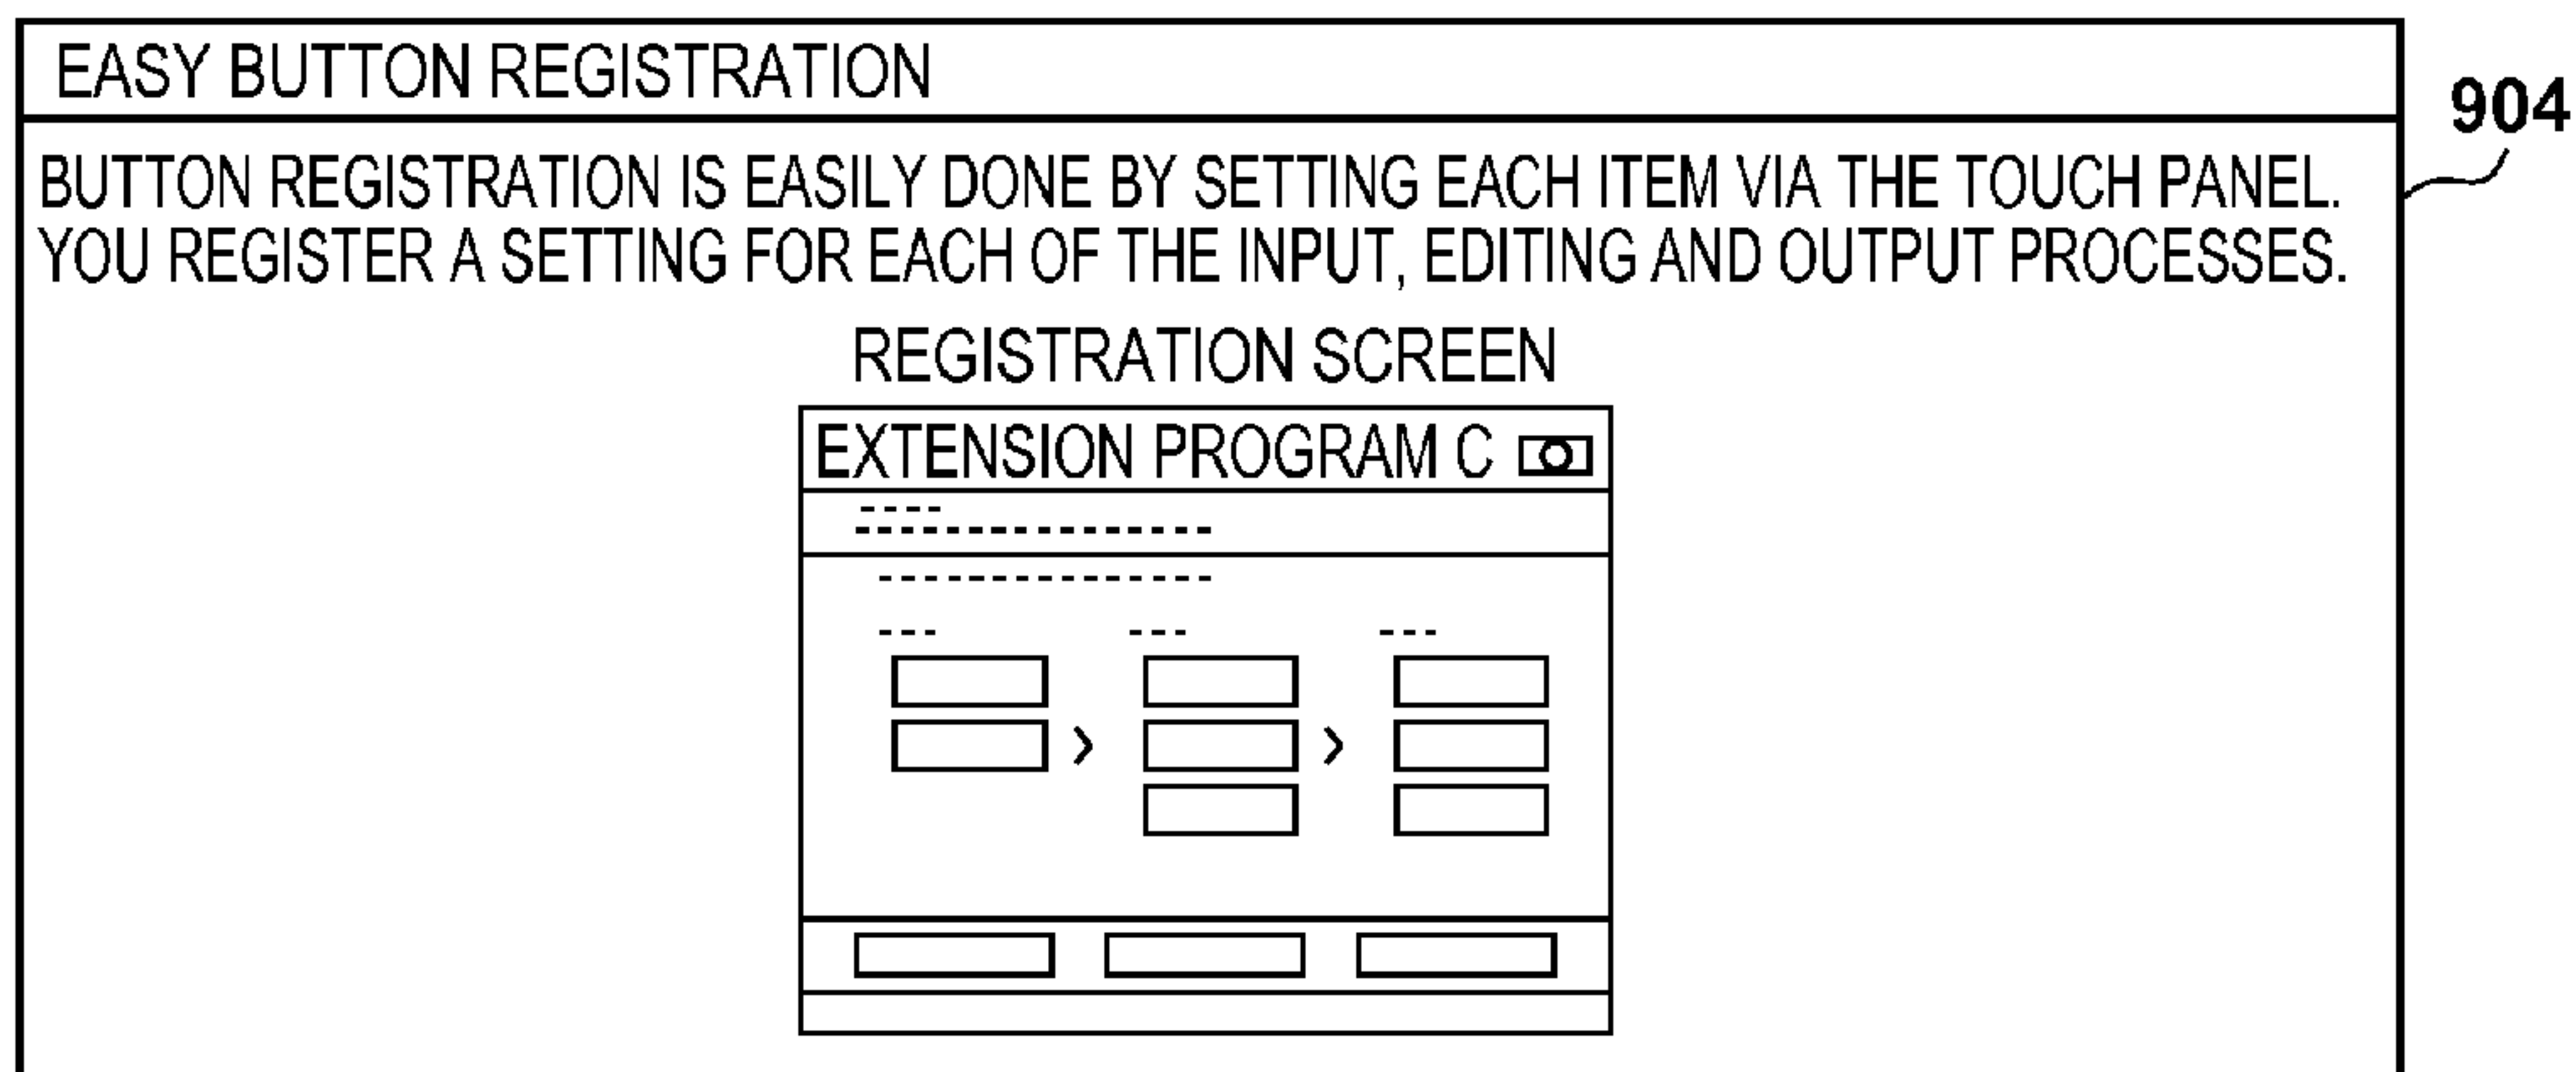 EASY BUTTON REGISTRATION
904
BUTTON REGISTRATION IS EASILY DONE BY SETTING EACH ITEM VIA THE TOUCH PANEL.
YOU REGISTER A SETTING FOR EACH OF THE INPUT, EDITING AND OUTPUT PROCESSES.
REGISTRATION SCREEN
EXTENSION PROGRAM C